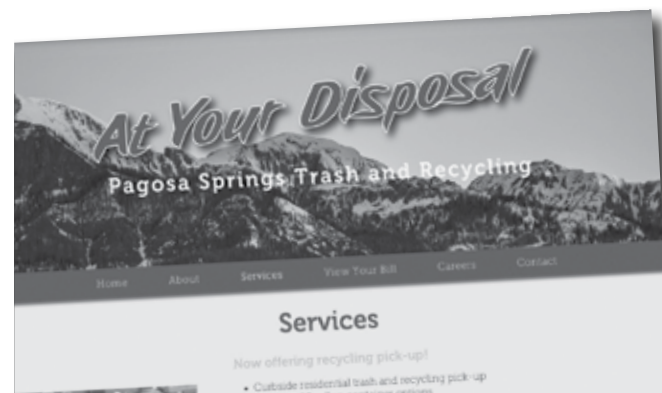 At Your Disposal
Pagosa Springs Trash and Recycling
Home About Services View Your Bill Careers Contact
Services
Now offering recycling pick-up!
• Curbside residential trash and recycling pick-up